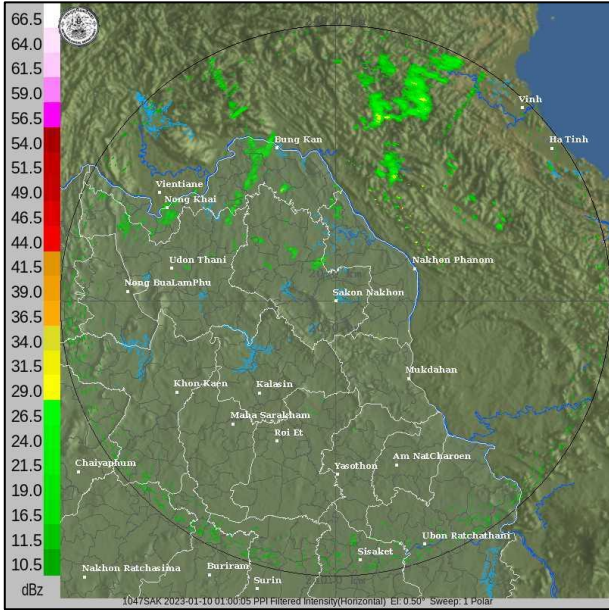 66.5
64.0
61.5
59.0
56.5
54.0
51.5
49.0
46.5
44.0
41.5
39.0
36.5
34.0
31.5
29.0
26.5
24.0
21.5
19.0
16.5
14.0
11.5
10.5
dBz
Vinh
Ha Tinh
Bung Kan
Vientiane
Nong Khai
Udon Thani
Nakhon Phanom
Nong BuaLamPhu
Sakon Nakhon
Mukdahan
Khon Kaen
Kalasin
Maha Sarakham
Roi Et
Chaiyaphum
Yasothon
Am NatCharoen
Ubon Ratchathani
Sisaket
Nakhon Ratchasima
Buriram
Surin
1047SAK 2023-01-10 01:00:05 PPI Filtered Intensity(Horizontal) El: 0.50° Sweep: 1 Polar